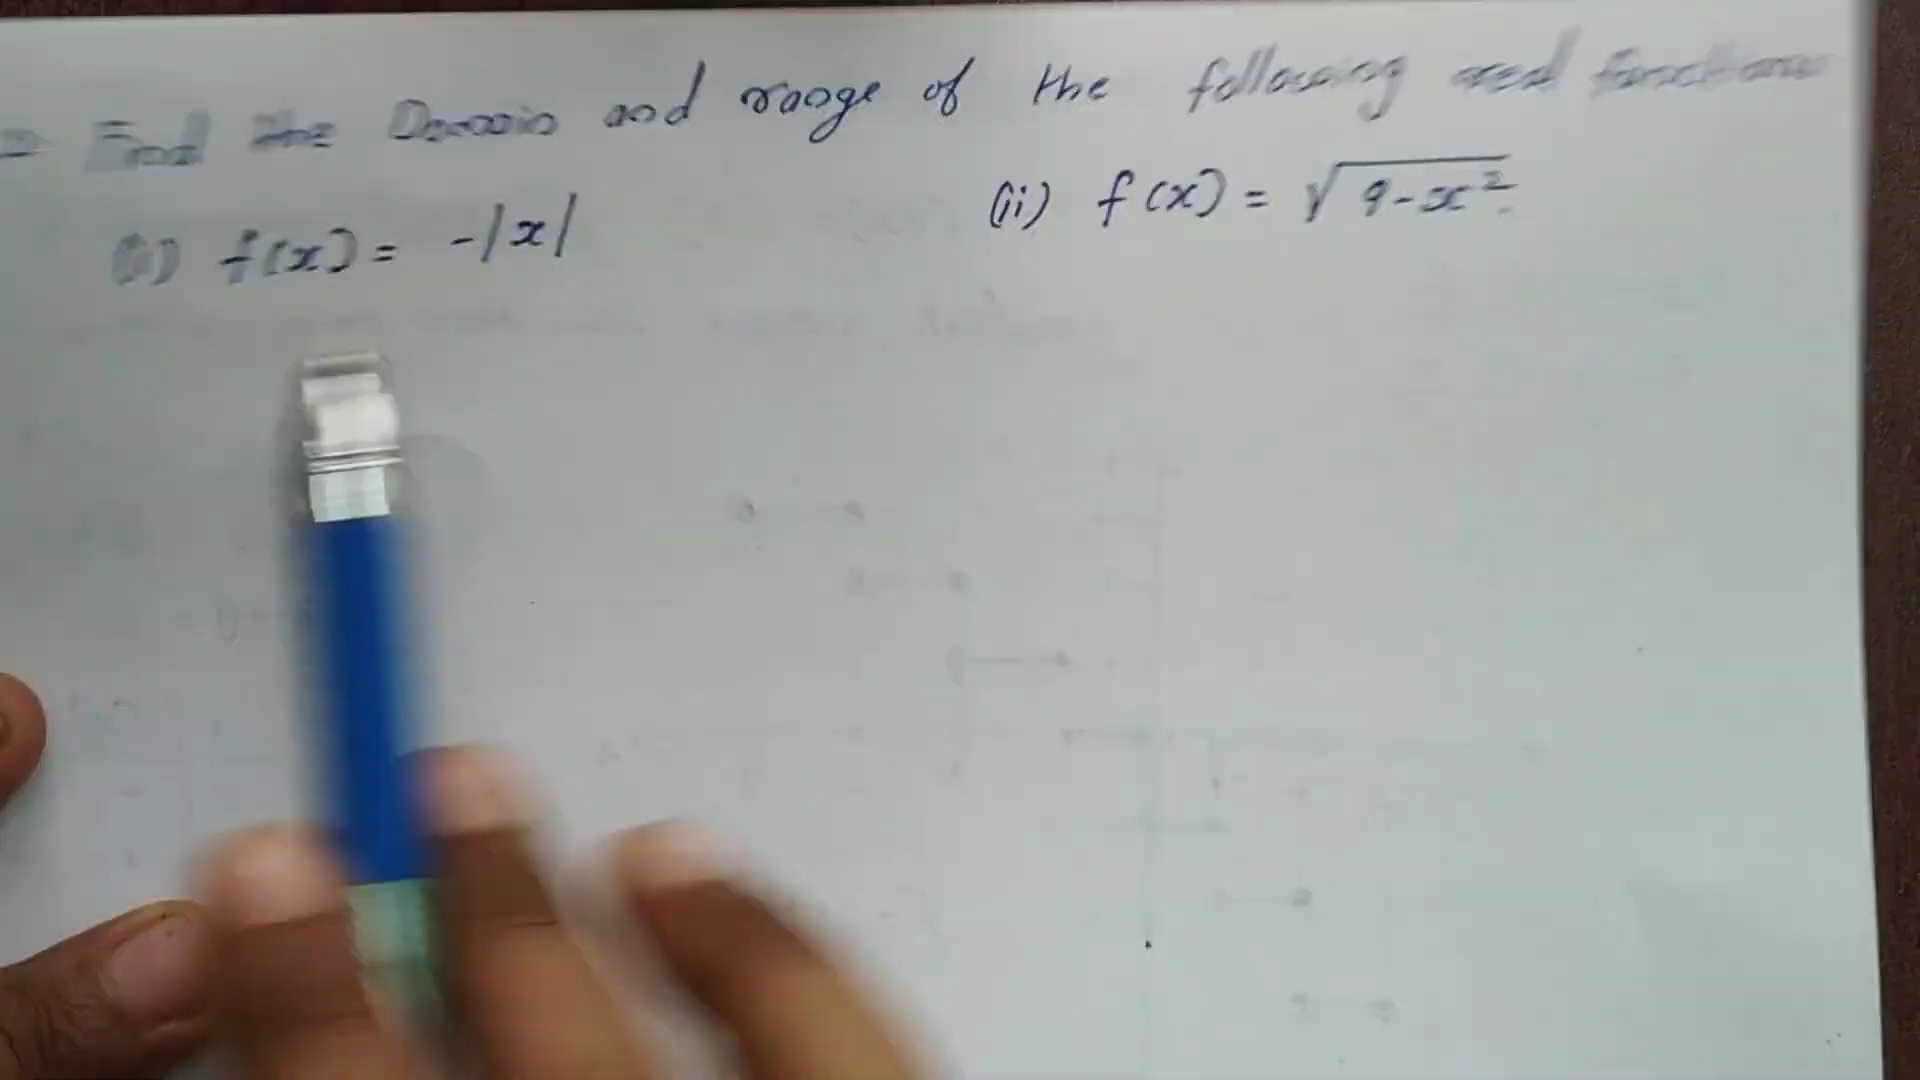 Find the Domain and range of the following real functions
(i) f(x) = -|x|
(ii) f(x) = √9-x²